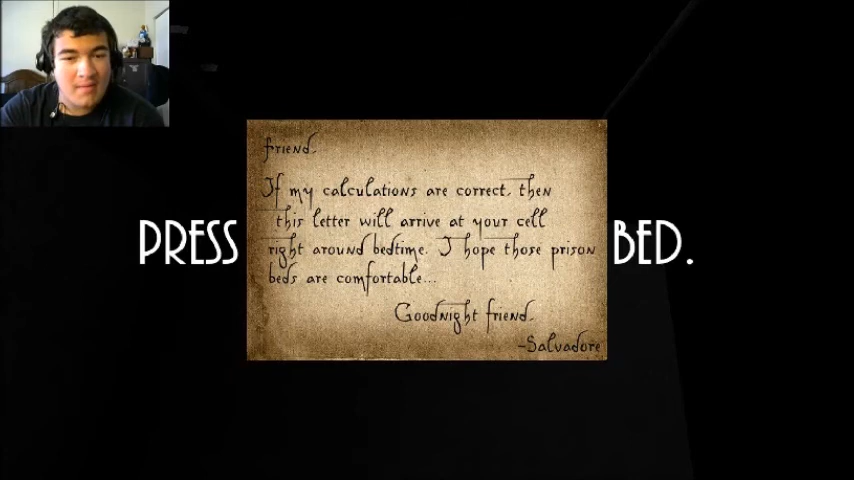 friend,
If my calculations are correct, then
this letter will arrive at your cell
right around bedtime. I hope those prison
beds are comfortable...
Goodnight friend.
-Salvadore
PRESS
BED.